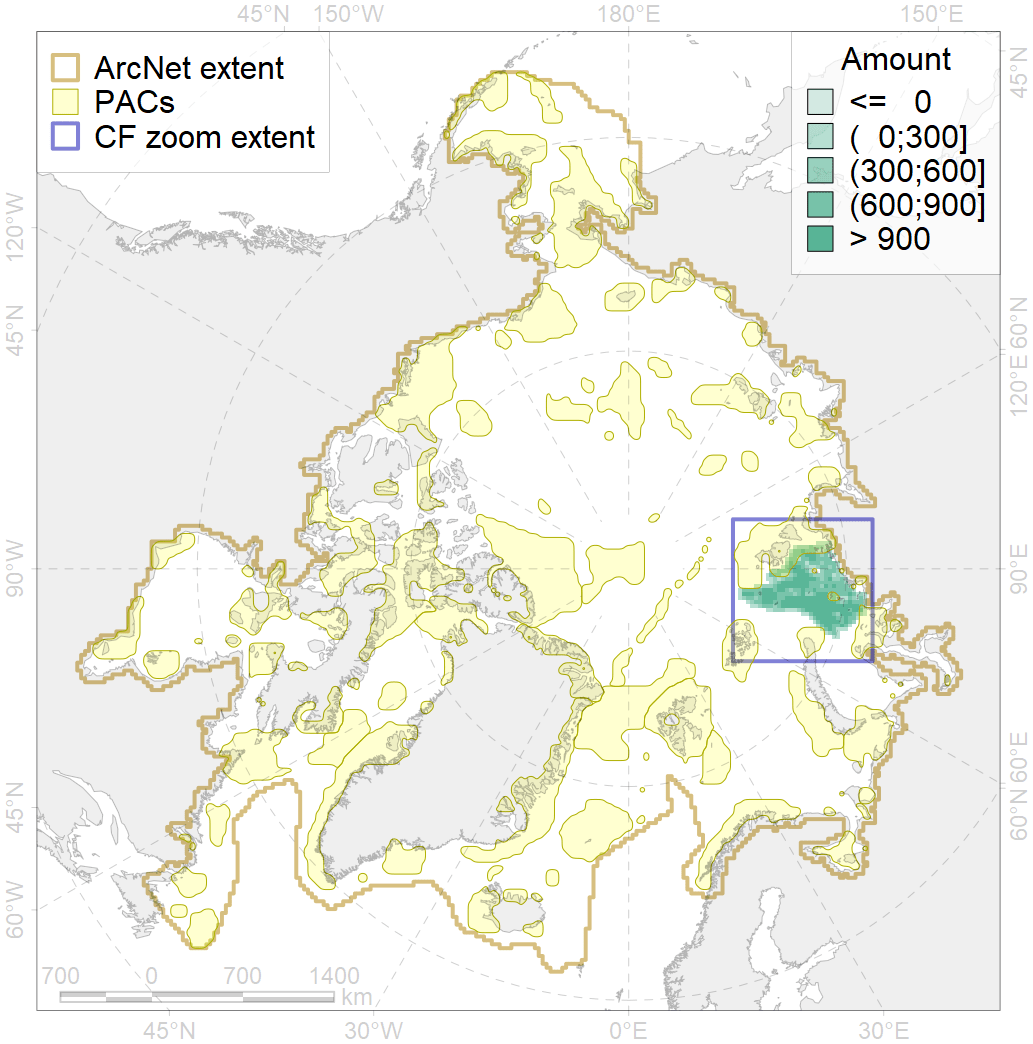 45°N 150°W 180°E 150°E
ArcNet extent
PACs
CF zoom extent
Amount
<= 0
( 0;300]
(300;600]
(600;900]
> 900
45°N
120°W
60°N
45°N
120°E
90°W
90°E
60°E
45°N
60°N
60°W
700 0 700 1400
km
45°N 30°W 0°E 30°E